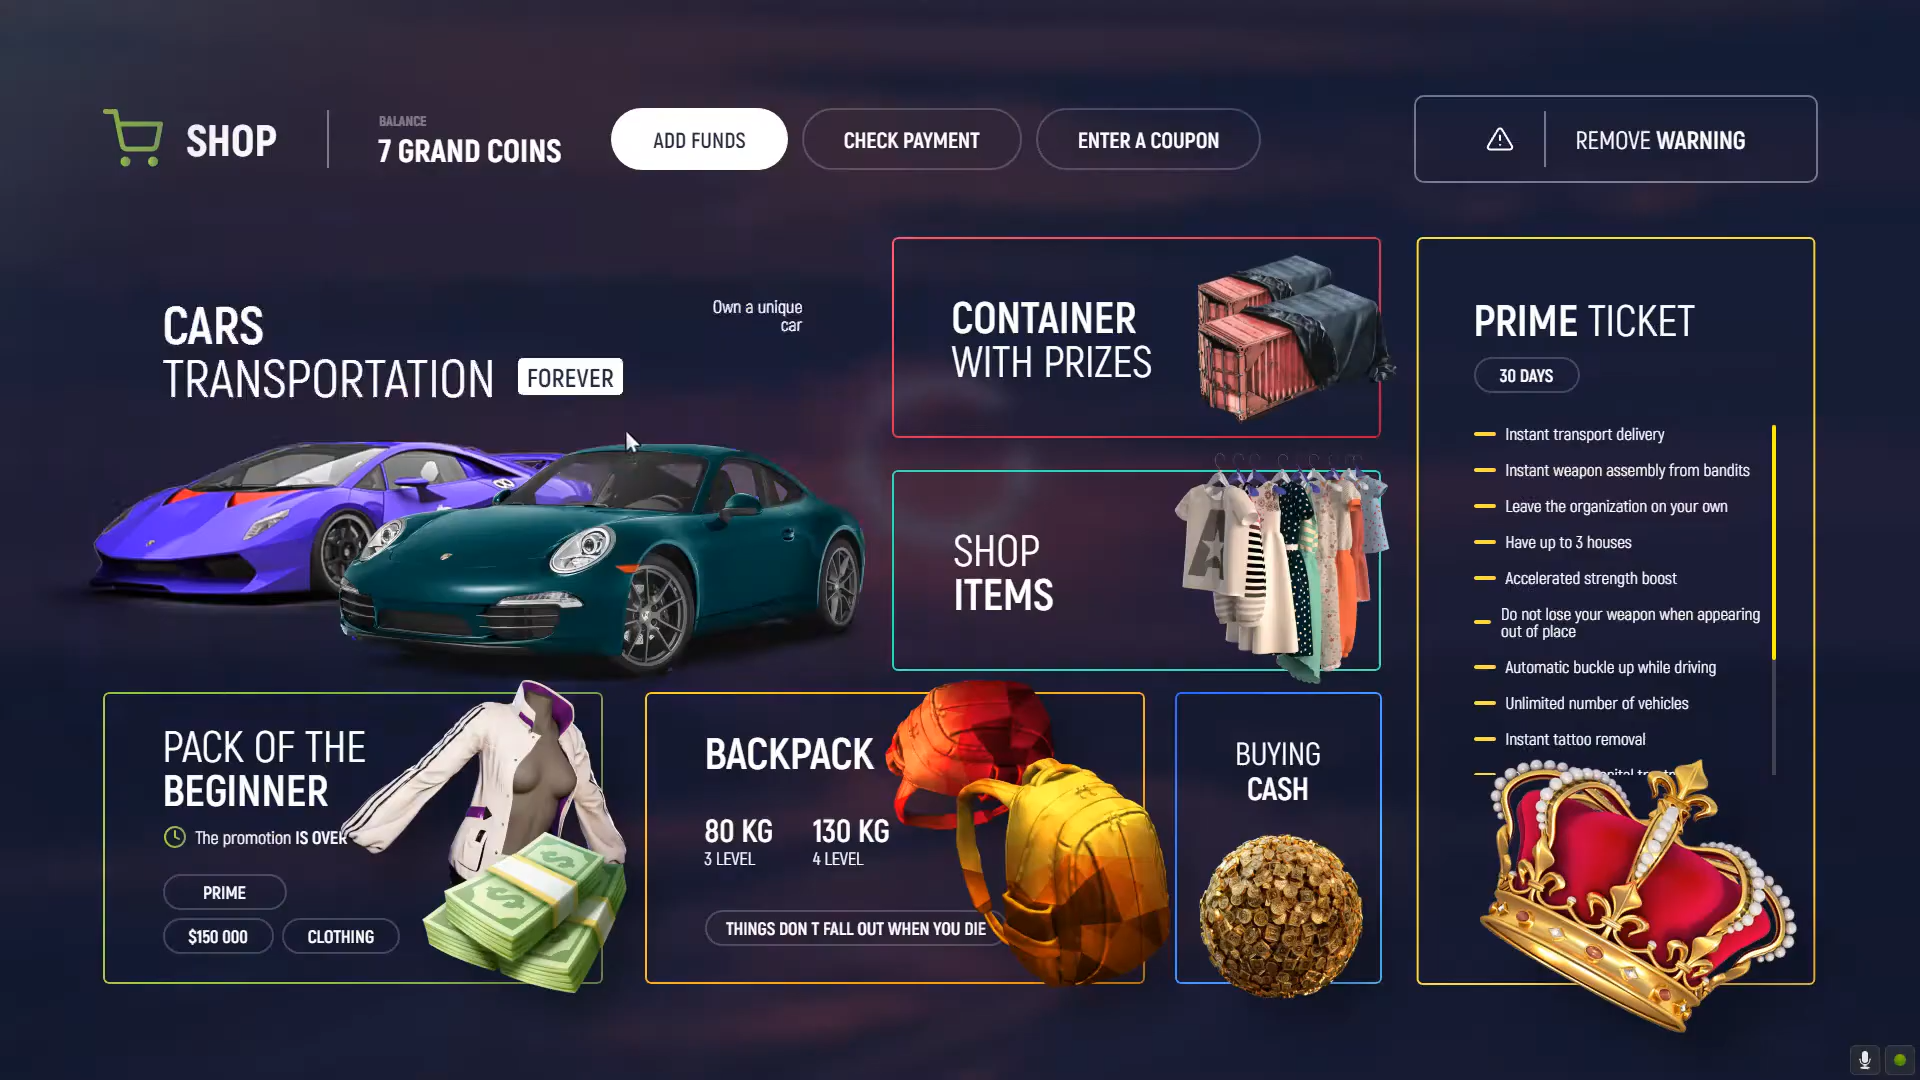 SHOP
BALANCE
7 GRAND COINS
ADD FUNDS
CHECK PAYMENT
ENTER A COUPON
REMOVE WARNING
CARS
TRANSPORTATION
FOREVER
Own a unique
car
CONTAINER
WITH PRIZES
SHOP
ITEMS
PRIME TICKET
30 DAYS
Instant transport delivery
Instant weapon assembly from bandits
Leave the organization on your own
Have up to 3 houses
Accelerated strength boost
Do not lose your weapon when appearing
out of place
Automatic buckle up while driving
Unlimited number of vehicles
Instant tattoo removal
PACK OF THE
BEGINNER
The promotion IS OVER
PRIME
$150 000
CLOTHING
BACKPACK
80 KG
3 LEVEL
130 KG
4 LEVEL
THINGS DON T FALL OUT WHEN YOU DIE
BUYING
CASH